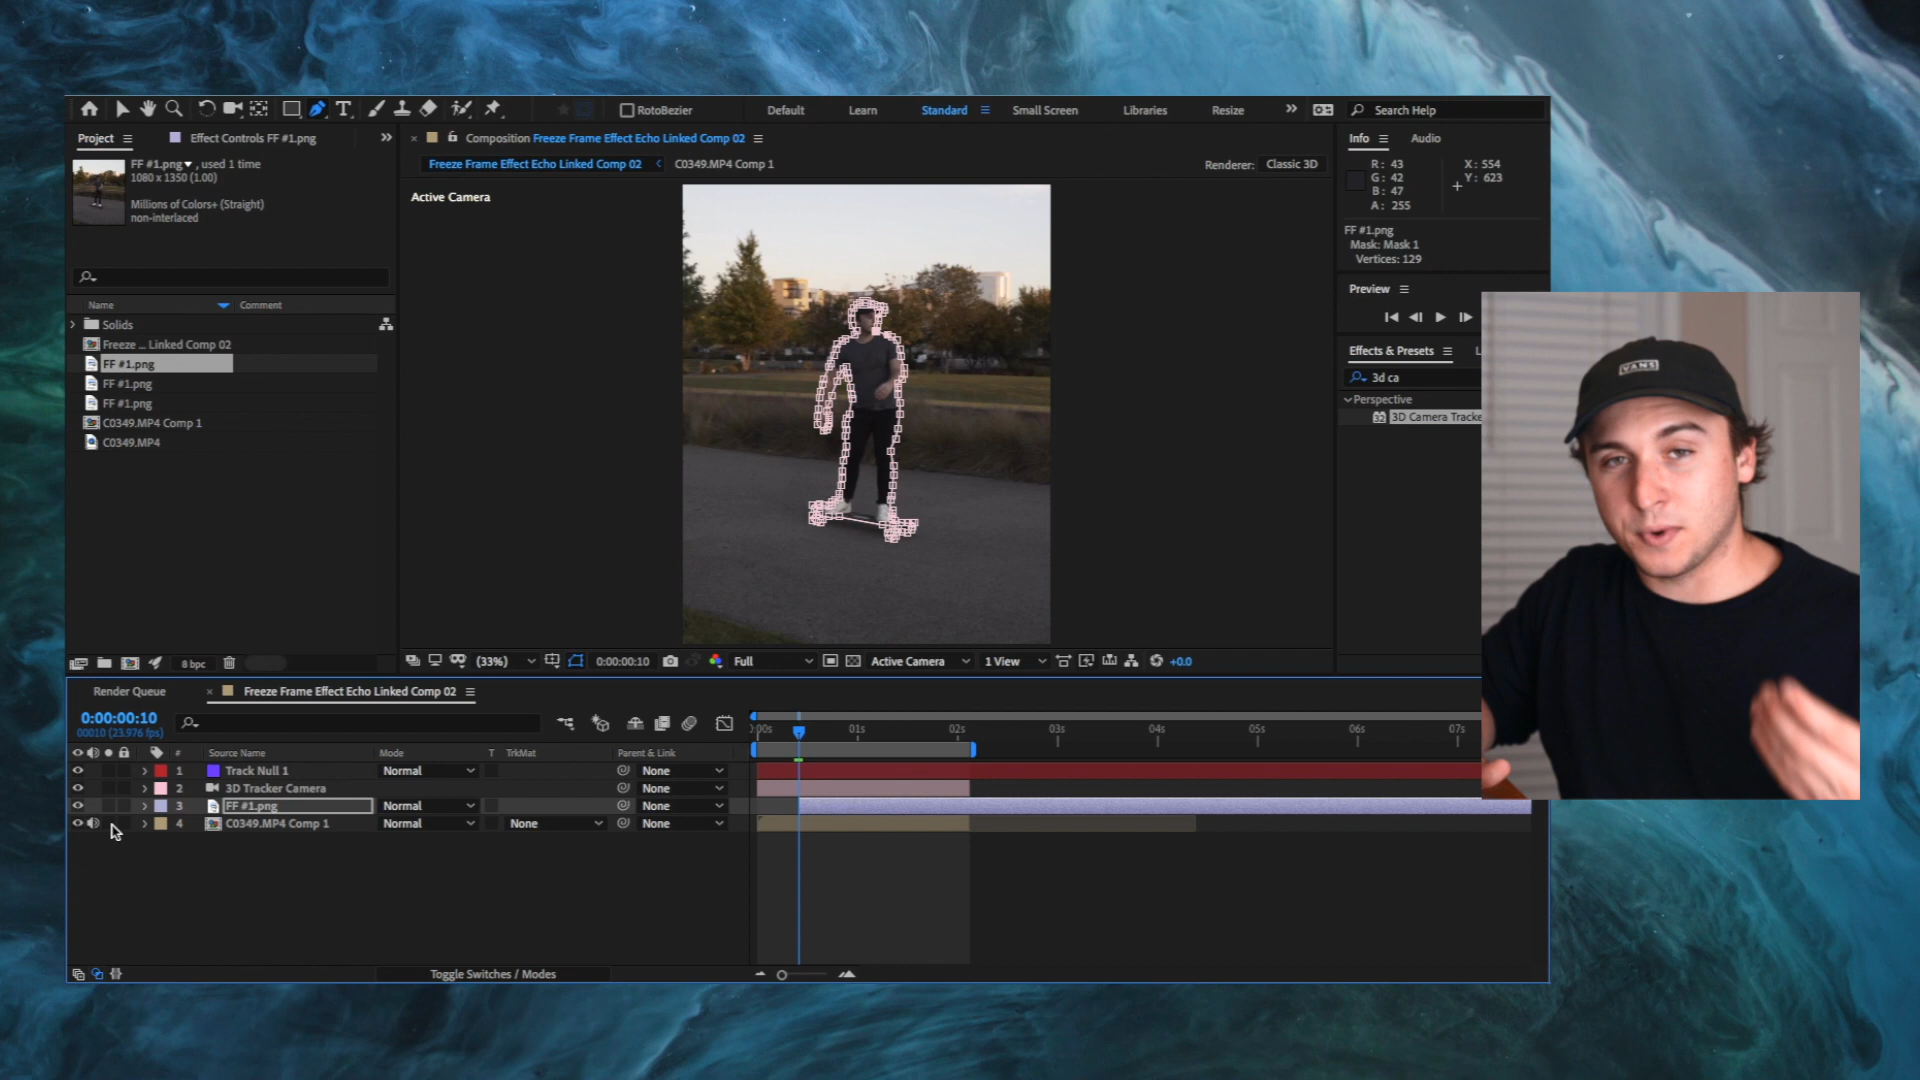 RotoBezier
Default
Learn
Standard
Small Screen
Libraries
Resize
Search Help
Project
Effect Controls FF #1.png
Composition Freeze Frame Effect Echo Linked Comp 02
Info
Audio
FF #1.png , used 1 time
1080 x 1350 (1.00)
Millions of Colors+ (Straight)
non-interlaced
Freeze Frame Effect Echo Linked Comp 02
C0349.MP4 Comp 1
Renderer:
Classic 3D
Active Camera
R: 43
G: 42
B: 47
A: 255
X: 554
Y: 623
FF #1.png
Mask: Mask 1
Vertices: 129
Preview
Effects & Presets
3d ca
Perspective
3D Camera Tracke
Name
Comment
Solids
Freeze ... Linked Comp 02
FF #1.png
FF #1.png
FF #1.png
C0349.MP4 Comp 1
C0349.MP4
VANS
8 bpc
(33%)
0:00:00:10
Full
Active Camera
1 View
+0.0
Render Queue
Freeze Frame Effect Echo Linked Comp 02
0:00:00:10
00010 (23.976 fps)
:00s
01s
02s
03s
04s
05s
06s
07s
#
Source Name
Mode
T
TrkMat
Parent & Link
1
Track Null 1
Normal
None
2
3D Tracker Camera
None
3
FF #1.png
Normal
None
4
C0349.MP4 Comp 1
Normal
None
None
Toggle Switches / Modes